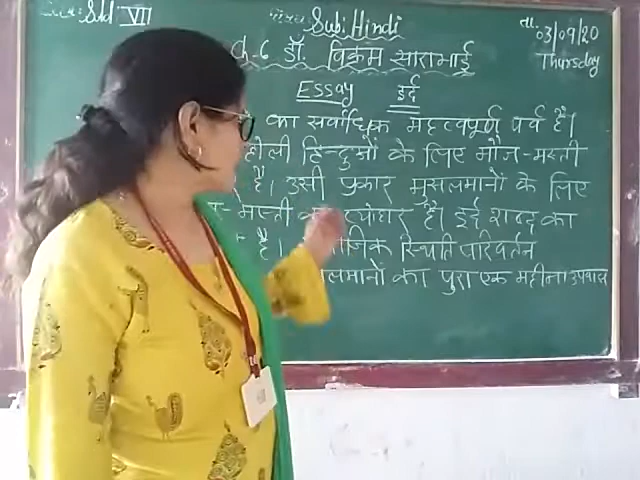 Std VII
विषय: Sub: Hindi
ता. 03/09/20
Thursday
Ch-6 डॉ. विक्रम साराभाई
Essay ईद
का सर्वाधिक महत्वपूर्ण पर्व है।
होली हिन्दुओं के लिए मौज-मस्ती
है। उसी प्रकार मुसलमानों के लिए
- मस्ती का त्योहार है। ईद शब्द का
है। स्थिति परिवर्तन
का पुरा एक महीना उपवास